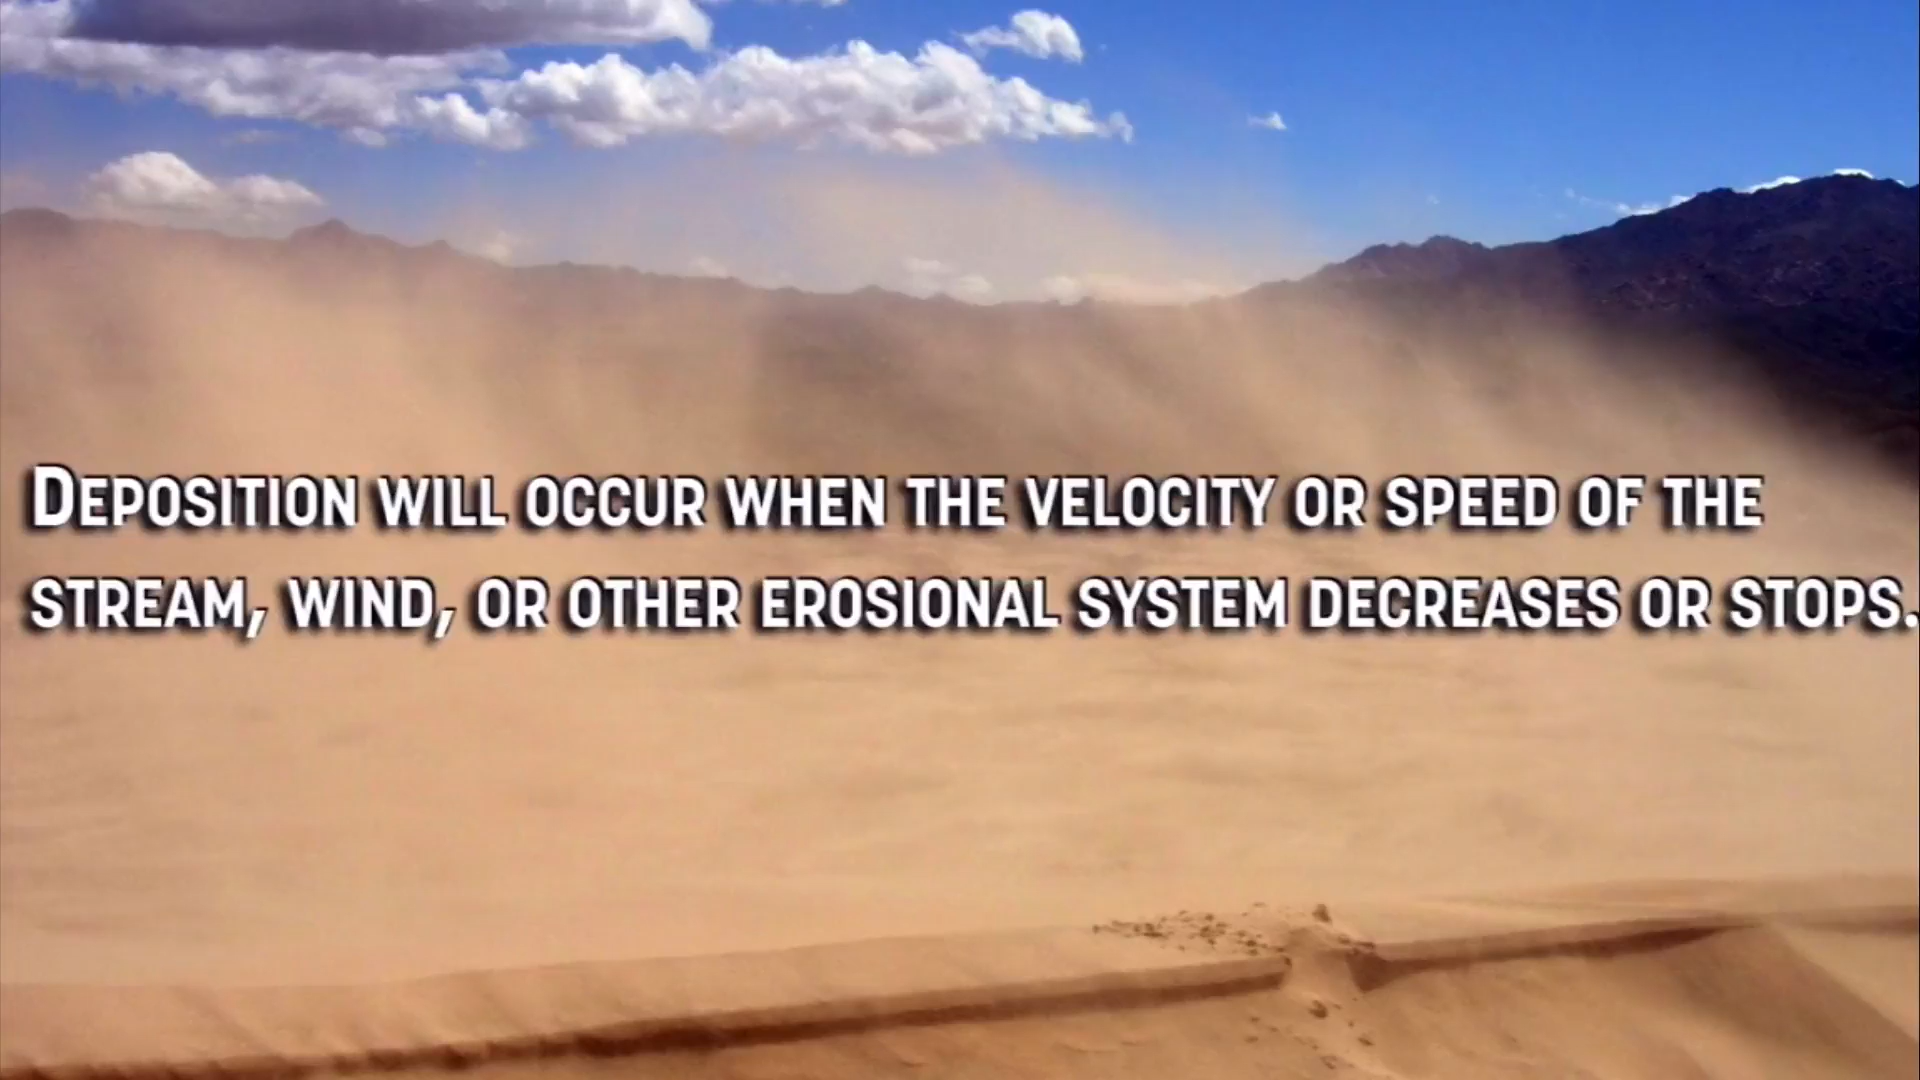 Deposition will occur when the velocity or speed of the
stream, wind, or other erosional system decreases or stops.